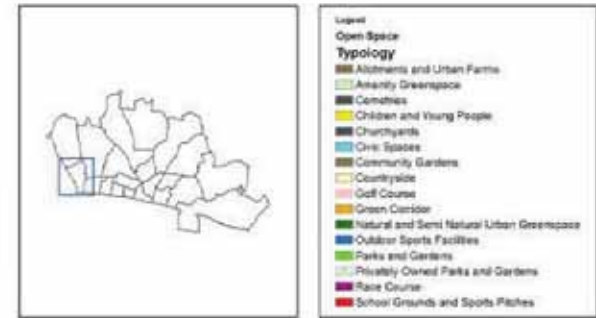 Legend
Open Space
Typology
Allotments and Urban Farms
Amenity Greenspace
Cemetries
Children and Young People
Churchyards
Civic Spaces
Community Gardens
Countryside
Golf Course
Green Corridor
Natural and Semi Natural Urban Greenspace
Outdoor Sports Facilities
Parks and Gardens
Privately Owned Parks and Gardens
Race Course
School Grounds and Sports Pitches